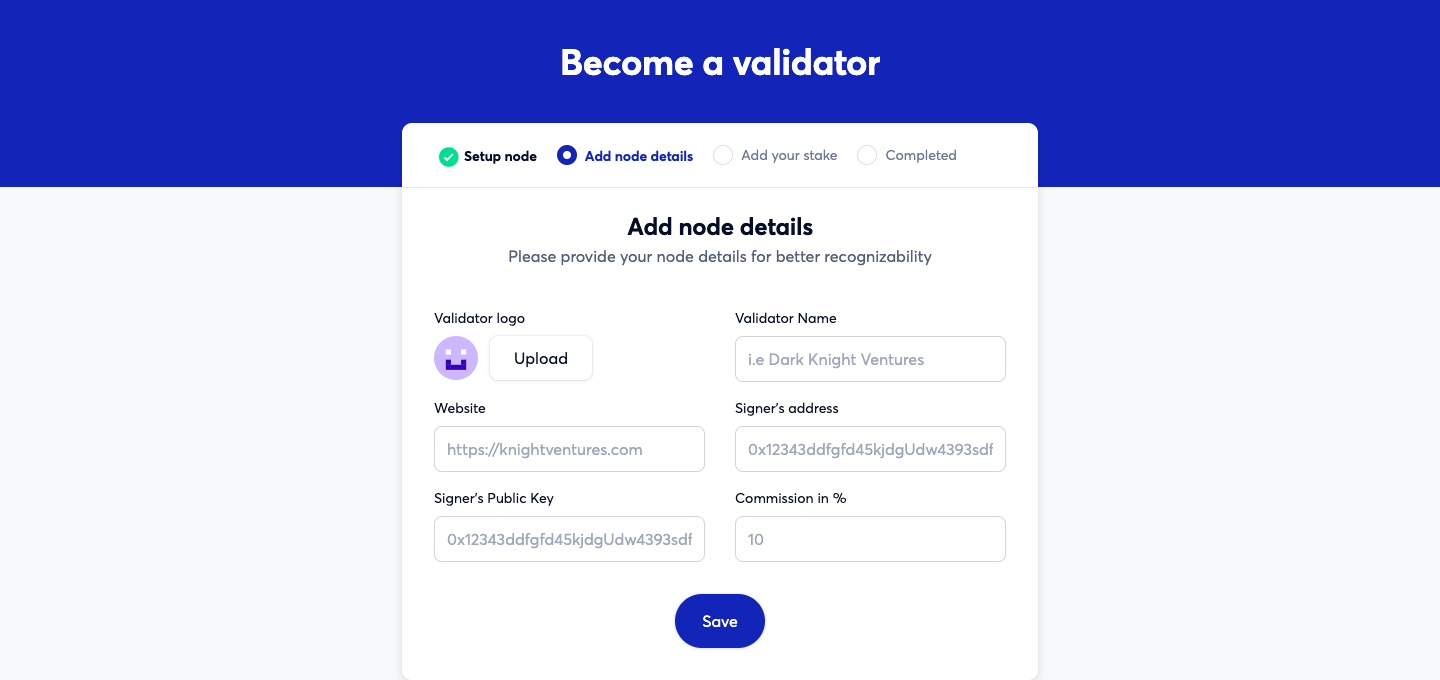 Become a validator
Setup node
Add node details
Add your stake
Completed
Add node details
Please provide your node details for better recognizability
Validator logo
Upload
Validator Name
i.e Dark Knight Ventures
Website
https://knightventures.com
Signer's address
0x12343ddfgfd45kjdgUdw4393sdf
Signer's Public Key
0x12343ddfgfd45kjdgUdw4393sdf
Commission in %
10
Save